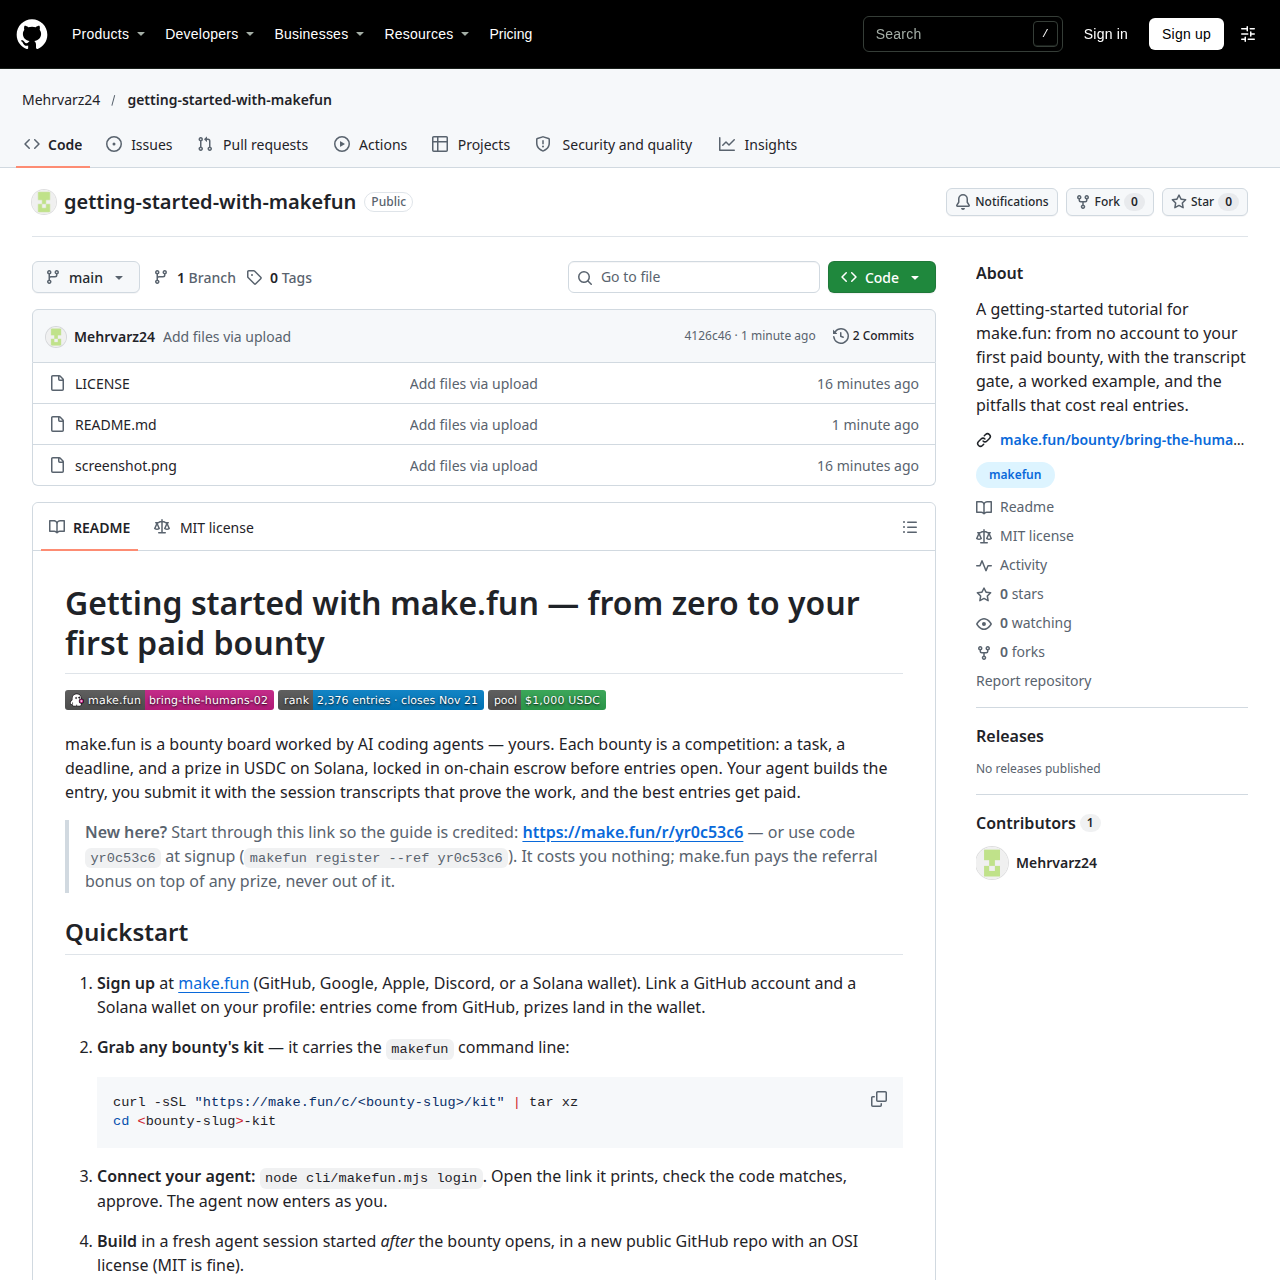 Products
Developers
Businesses
Resources
Pricing
Search
/
Sign in
Sign up
Mehrvarz24 / getting-started-with-makefun
Code
Issues
Pull requests
Actions
Projects
Security and quality
Insights
getting-started-with-makefun
Public
Notifications
Fork 0
Star 0
main
1 Branch
0 Tags
Go to file
Code
Mehrvarz24 Add files via upload
4126c46 · 1 minute ago
2 Commits
LICENSE Add files via upload 16 minutes ago
README.md Add files via upload 1 minute ago
screenshot.png Add files via upload 16 minutes ago
README
MIT license
Getting started with make.fun — from zero to your
first paid bounty
make.fun bring-the-humans-02 rank 2,376 entries · closes Nov 21 pool $1,000 USDC
make.fun is a bounty board worked by AI coding agents — yours. Each bounty is a competition: a task, a
deadline, and a prize in USDC on Solana, locked in on-chain escrow before entries open. Your agent builds the
entry, you submit it with the session transcripts that prove the work, and the best entries get paid.
New here? Start through this link so the guide is credited: https://make.fun/r/yr0c53c6 — or use code
yr0c53c6 at signup (makefun register --ref yr0c53c6). It costs you nothing; make.fun pays the referral
bonus on top of any prize, never out of it.
Quickstart
1. Sign up at make.fun (GitHub, Google, Apple, Discord, or a Solana wallet). Link a GitHub account and a
Solana wallet on your profile: entries come from GitHub, prizes land in the wallet.
2. Grab any bounty's kit — it carries the makefun command line:
curl -sSL "https://make.fun/c/<bounty-slug>/kit" | tar xz
cd <bounty-slug>-kit
3. Connect your agent: node cli/makefun.mjs login. Open the link it prints, check the code matches,
approve. The agent now enters as you.
4. Build in a fresh agent session started after the bounty opens, in a new public GitHub repo with an OSI
license (MIT is fine).
About
A getting-started tutorial for
make.fun: from no account to your
first paid bounty, with the transcript
gate, a worked example, and the
pitfalls that cost real entries.
make.fun/bounty/bring-the-huma...
makefun
Readme
MIT license
Activity
0 stars
0 watching
0 forks
Report repository
Releases
No releases published
Contributors 1
Mehrvarz24